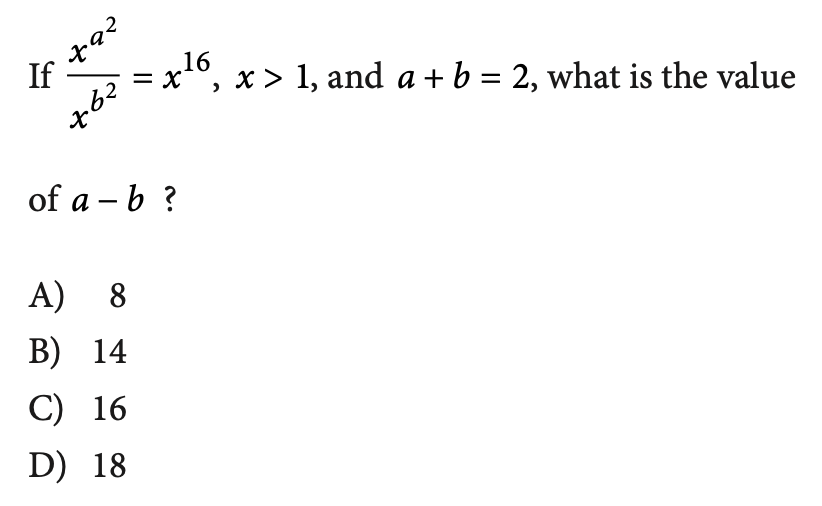 If x^{a^2}/x^{b^2} = x^{16}, x > 1, and a + b = 2, what is the value
of a − b ?
A) 8
B) 14
C) 16
D) 18